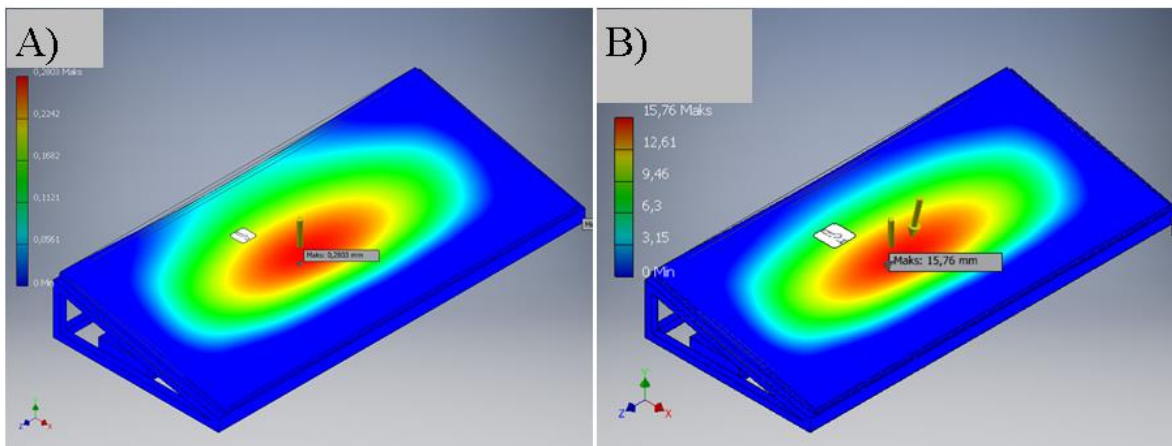 A)
0,2803 Maks
0,2242
0,1682
0,1121
0,0561
0 Min
Maks: 0,2803 mm
Y
Z
X
B)
15,76 Maks
12,61
9,46
6,3
3,15
0 Min
Maks: 15,76 mm
Y
Z
X